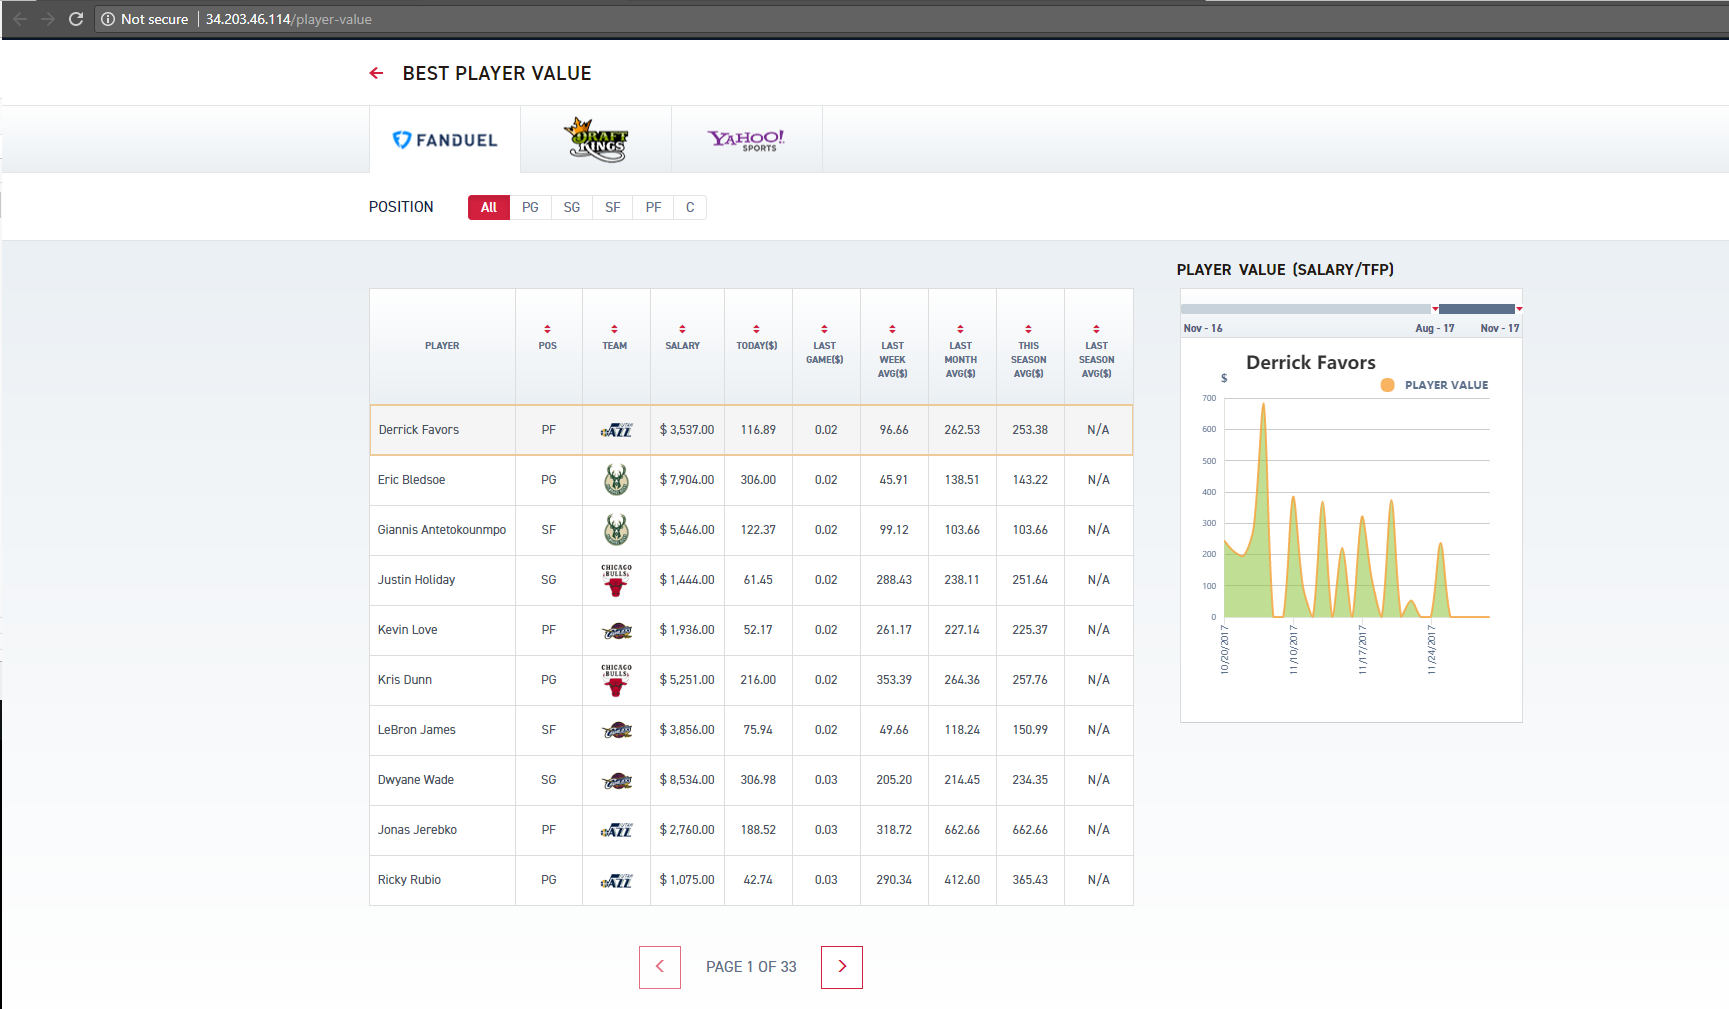 Not secure | 34.203.46.114/player-value
BEST PLAYER VALUE
FANDUEL
DRAFT KINGS
YAHOO! SPORTS
POSITION All PG SG SF PF C
PLAYER POS TEAM SALARY TODAY($) LAST GAME($) LAST WEEK AVG($) LAST MONTH AVG($) THIS SEASON AVG($) LAST SEASON AVG($)
Derrick Favors PF UTAH JAZZ $ 3,537.00 116.89 0.02 96.66 262.53 253.38 N/A
Eric Bledsoe PG $ 7,904.00 306.00 0.02 45.91 138.51 143.22 N/A
Giannis Antetokounmpo SF $ 5,646.00 122.37 0.02 99.12 103.66 103.66 N/A
Justin Holiday SG CHICAGO BULLS $ 1,444.00 61.45 0.02 288.43 238.11 251.64 N/A
Kevin Love PF $ 1,936.00 52.17 0.02 261.17 227.14 225.37 N/A
Kris Dunn PG CHICAGO BULLS $ 5,251.00 216.00 0.02 353.39 264.36 257.76 N/A
LeBron James SF $ 3,856.00 75.94 0.02 49.66 118.24 150.99 N/A
Dwyane Wade SG $ 8,534.00 306.98 0.03 205.20 214.45 234.35 N/A
Jonas Jerebko PF UTAH JAZZ $ 2,760.00 188.52 0.03 318.72 662.66 662.66 N/A
Ricky Rubio PG UTAH JAZZ $ 1,075.00 42.74 0.03 290.34 412.60 365.43 N/A
PAGE 1 OF 33
PLAYER VALUE (SALARY/TFP)
Nov - 16 Aug - 17 Nov - 17
Derrick Favors
$
PLAYER VALUE
700
600
500
400
300
200
100
0
10/20/2017 11/10/2017 11/17/2017 11/24/2017